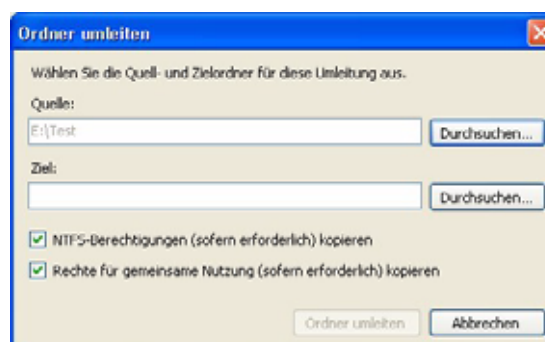 Ordner umleiten
Wählen Sie die Quell- und Zielordner für diese Umleitung aus.
Quelle:
E:\Test
Durchsuchen...
Ziel:
Durchsuchen...
NTFS-Berechtigungen (sofern erforderlich) kopieren
Rechte für gemeinsame Nutzung (sofern erforderlich) kopieren
Ordner umleiten Abbrechen